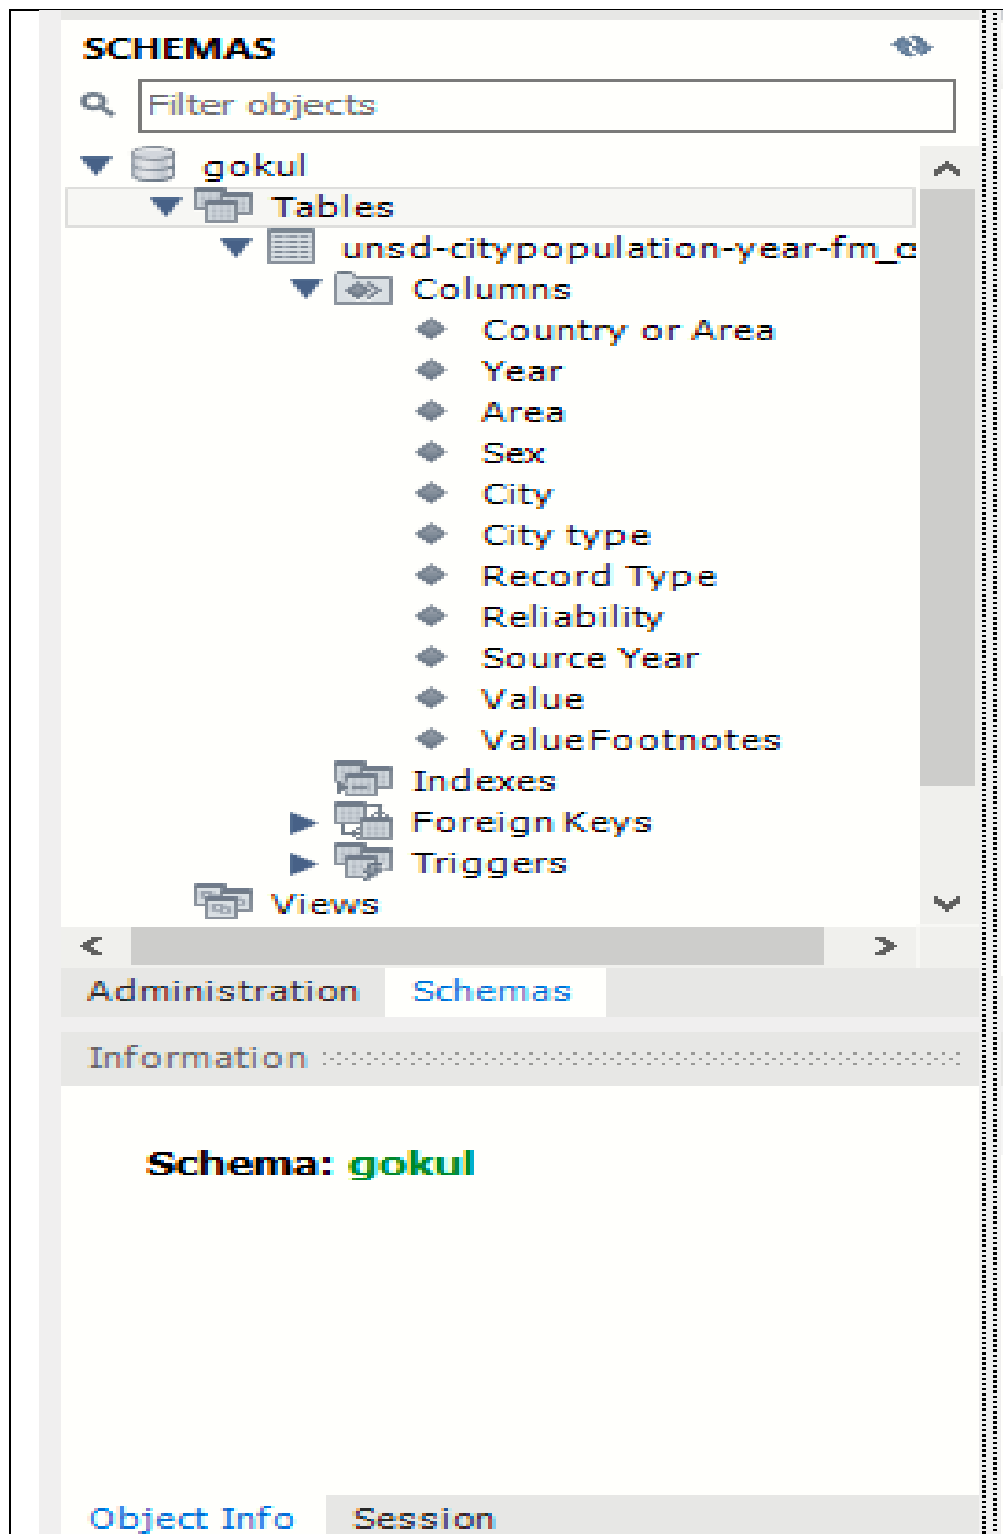 SCHEMAS
Filter objects
gokul
Tables
unsd-citypopulation-year-fm_c
Columns
Country or Area
Year
Area
Sex
City
City type
Record Type
Reliability
Source Year
Value
ValueFootnotes
Indexes
Foreign Keys
Triggers
Views
Administration Schemas
Information
Schema: gokul
Object Info Session